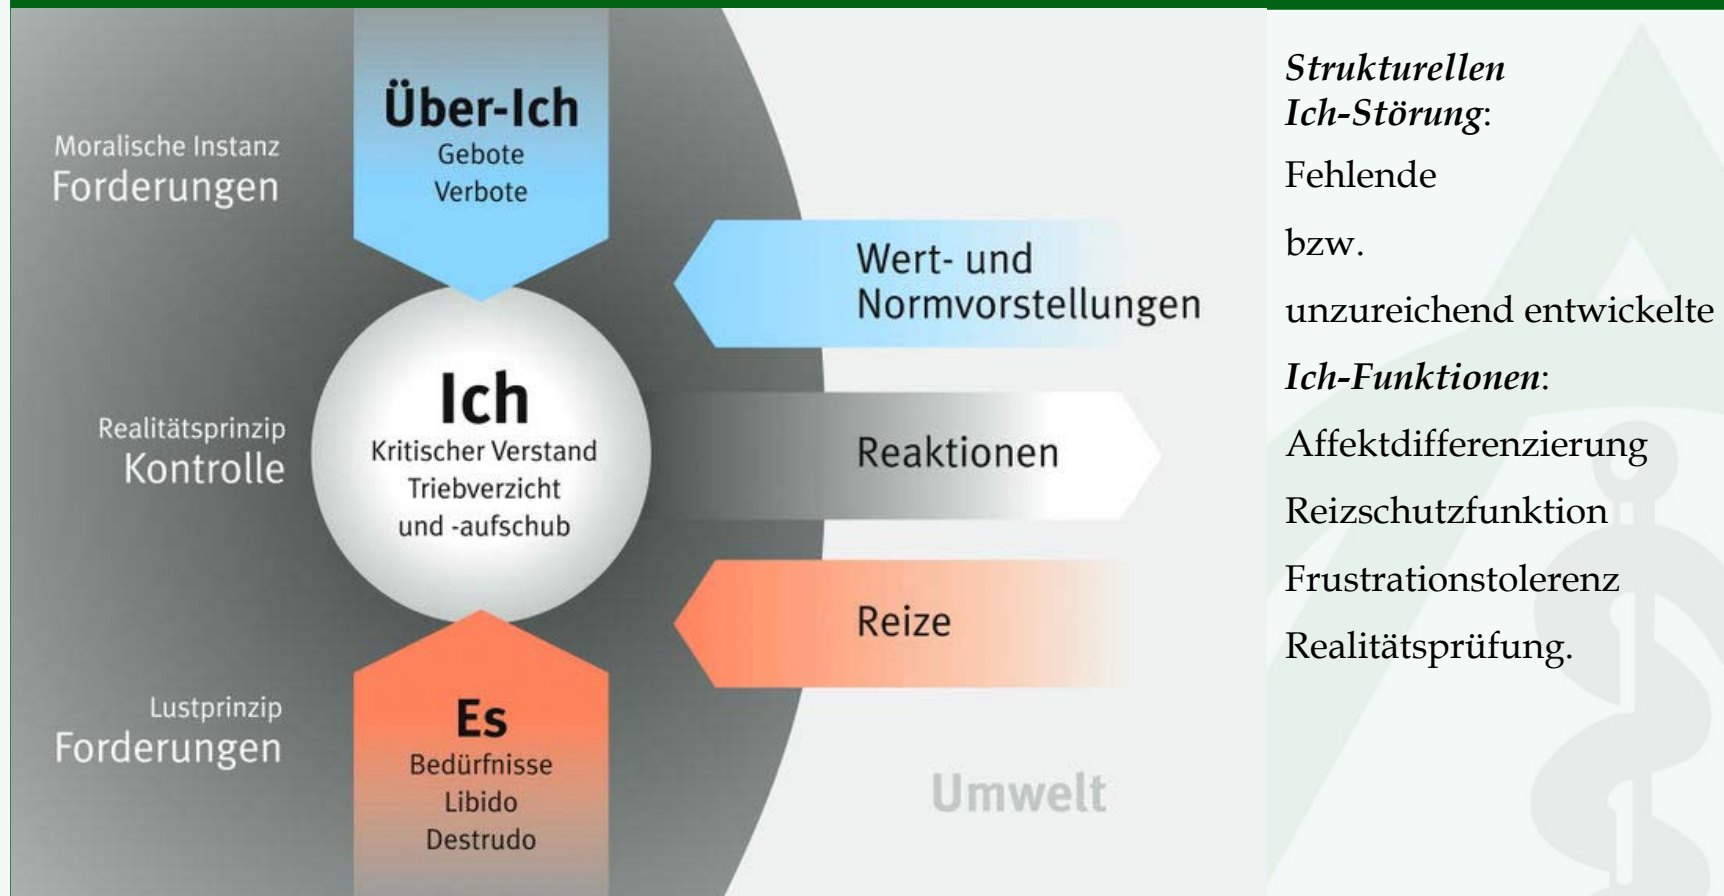 Über-Ich
Gebote
Verbote
Moralische Instanz
Forderungen
Wert- und
Normvorstellungen
Ich
Kritischer Verstand
Triebverzicht
und -aufschub
Realitätsprinzip
Kontrolle
Reaktionen
Reize
Lustprinzip
Forderungen
Es
Bedürfnisse
Libido
Destrudo
Umwelt
Strukturellen
Ich-Störung:
Fehlende
bzw.
unzureichend entwickelte
Ich-Funktionen:
Affektdifferenzierung
Reizschutzfunktion
Frustrationstolerenz
Realitätsprüfung.